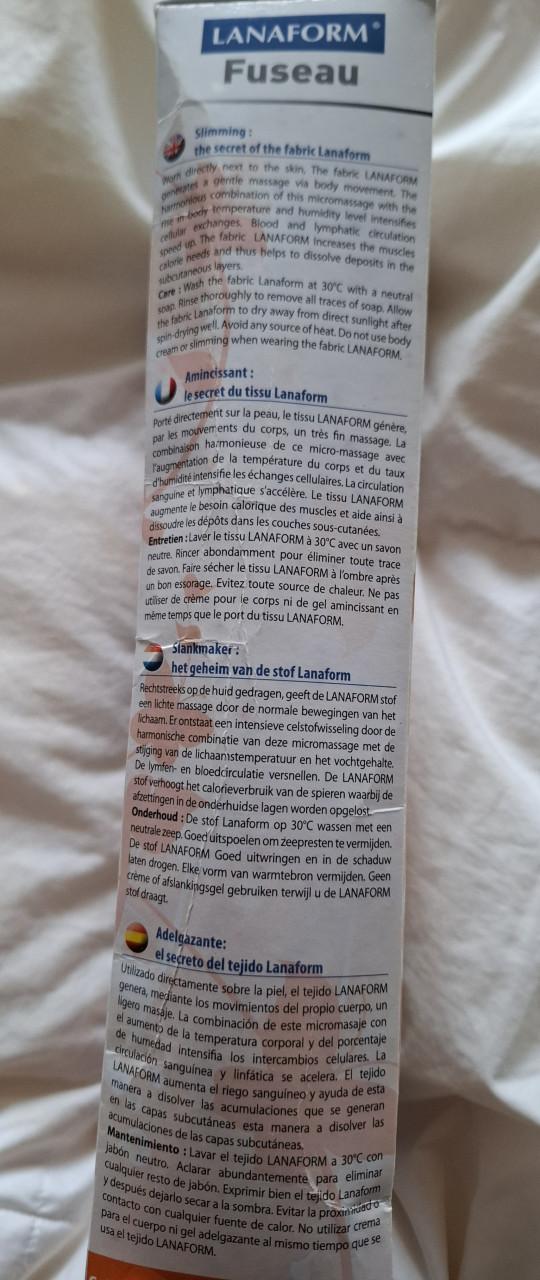 LANAFORM®
Fuseau
Slimming :
the secret of the fabric Lanaform
Worn directly next to the skin, The fabric LANAFORM
generates a gentle massage via body movement. The
harmonious combination of this micromassage with the
rise in body temperature and humidity level intensifies
cellular exchanges. Blood and lymphatic circulation
speed up. The fabric LANAFORM Increases the muscles
calorie needs and thus helps to dissolve deposits in the
subcutaneous layers.
Care : Wash the fabric Lanaform at 30°C with a neutral
soap. Rinse thoroughly to remove all traces of soap. Allow
the fabric Lanaform to dry away from direct sunlight after
spin-drying well. Avoid any source of heat. Do not use body
cream or slimming when wearing the fabric LANAFORM.
Amincissant :
le secret du tissu Lanaform
Porté directement sur la peau, le tissu LANAFORM génère,
par les mouvements du corps, un très fin massage. La
combinaison harmonieuse de ce micro-massage avec
l'augmentation de la température du corps et du taux
d'humidité intensifie les échanges cellulaires. La circulation
sanguine et lymphatique s'accélère. Le tissu LANAFORM
augmente le besoin calorique des muscles et aide ainsi à
dissoudre les dépôts dans les couches sous-cutanées.
Entretien : Laver le tissu LANAFORM à 30°C avec un savon
neutre. Rincer abondamment pour éliminer toute trace
de savon. Faire sécher le tissu LANAFORM à l'ombre après
un bon essorage. Evitez toute source de chaleur. Ne pas
utiliser de crème pour le corps ni de gel amincissant en
même temps que le port du tissu LANAFORM.
Slankmaker :
het geheim van de stof Lanaform
Rechtstreeks op de huid gedragen, geeft de LANAFORM stof
een lichte massage door de normale bewegingen van het
lichaam. Er ontstaat een intensieve celstofwisseling door de
harmonische combinatie van deze micromassage met de
stijging van de lichaamstemperatuur en het vochtgehalte.
De lymfen- en bloedcirculatie versnellen. De LANAFORM
stof verhoogt het calorieverbruik van de spieren waarbij de
afzettingen in de onderhuidse lagen worden opgelost.
Onderhoud : De stof Lanaform op 30°C wassen met een
neutrale zeep. Goed uitspoelen om zeepresten te vermijden.
De stof LANAFORM Goed uitwringen en in de schaduw
laten drogen. Elke vorm van warmtebron vermijden. Geen
crème of afslankingsgel gebruiken terwijl u de LANAFORM
stof draagt.
Adelgazante:
el secreto del tejido Lanaform
Utilizado directamente sobre la piel, el tejido LANAFORM
genera, mediante los movimientos del propio cuerpo, un
ligero masaje. La combinación de este micromasaje con
el aumento de la temperatura corporal y del porcentaje
de humedad intensifia los intercambios celulares. La
circulación sanguínea y linfática se acelera. El tejido
LANAFORM aumenta el riego sanguíneo y ayuda de esta
manera a disolver las acumulaciones que se generan
en las capas subcutáneas esta manera a disolver las
acumulaciones de las capas subcutáneas.
Mantenimiento : Lavar el tejido LANAFORM a 30°C con
jabón neutro. Aclarar abundantemente para eliminar
cualquier resto de jabón. Exprimir bien el tejido Lanaform
y después dejarlo secar a la sombra. Evitar la proximidad o
contacto con cualquier fuente de calor. No utilizar crema
para el cuerpo ni gel adelgazante al mismo tiempo que se
usa el tejido LANAFORM.